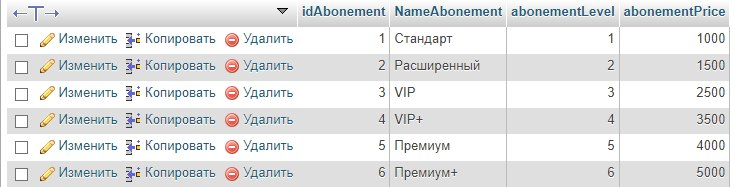 ←T→ idAbonement NameAbonement abonementLevel abonementPrice
Изменить Копировать Удалить 1 Стандарт 1 1000
Изменить Копировать Удалить 2 Расширенный 2 1500
Изменить Копировать Удалить 3 VIP 3 2500
Изменить Копировать Удалить 4 VIP+ 4 3500
Изменить Копировать Удалить 5 Премиум 5 4000
Изменить Копировать Удалить 6 Премиум+ 6 5000